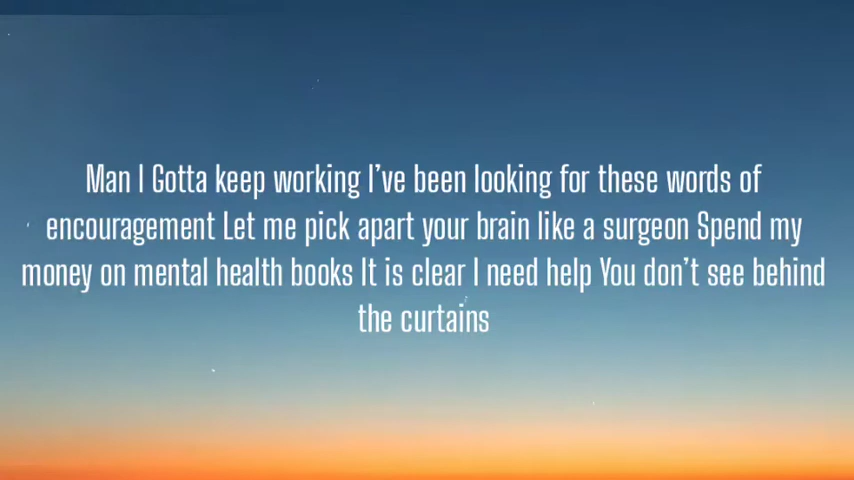 Man I Gotta keep working I’ve been looking for these words of
encouragement Let me pick apart your brain like a surgeon Spend my
money on mental health books It is clear I need help You don’t see behind
the curtains